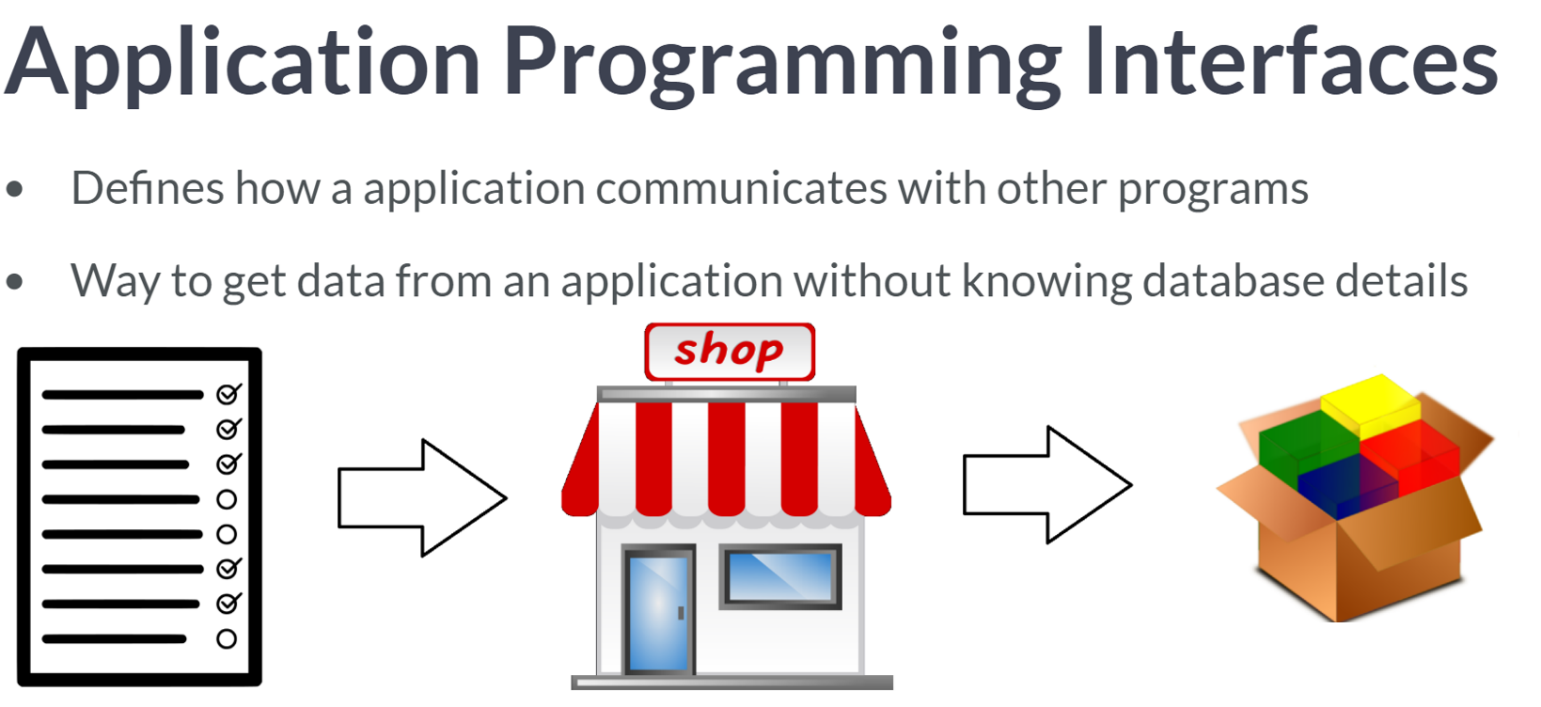 Application Programming Interfaces
• Defines how a application communicates with other programs
• Way to get data from an application without knowing database details
shop